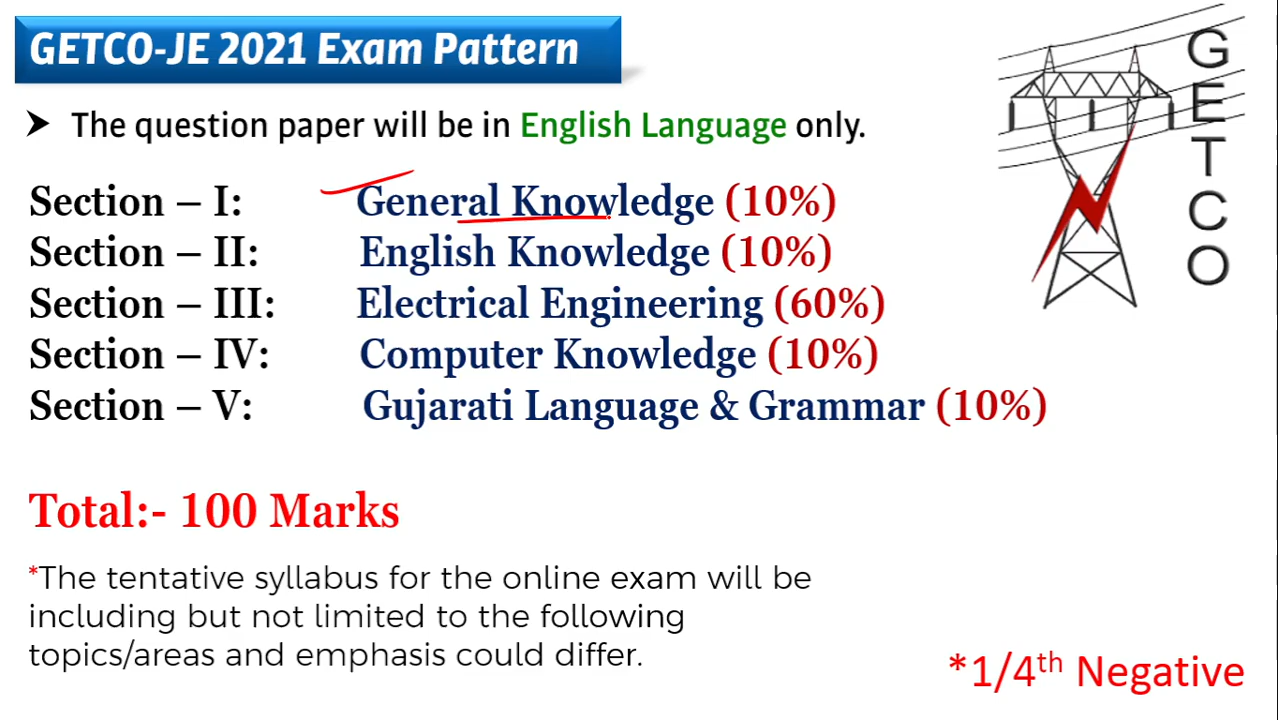 GETCO-JE 2021 Exam Pattern
➤ The question paper will be in English Language only.
Section – I: General Knowledge (10%)
Section – II: English Knowledge (10%)
Section – III: Electrical Engineering (60%)
Section – IV: Computer Knowledge (10%)
Section – V: Gujarati Language & Grammar (10%)
Total:- 100 Marks
*The tentative syllabus for the online exam will be
including but not limited to the following
topics/areas and emphasis could differ.
*1/4th Negative
GETCO